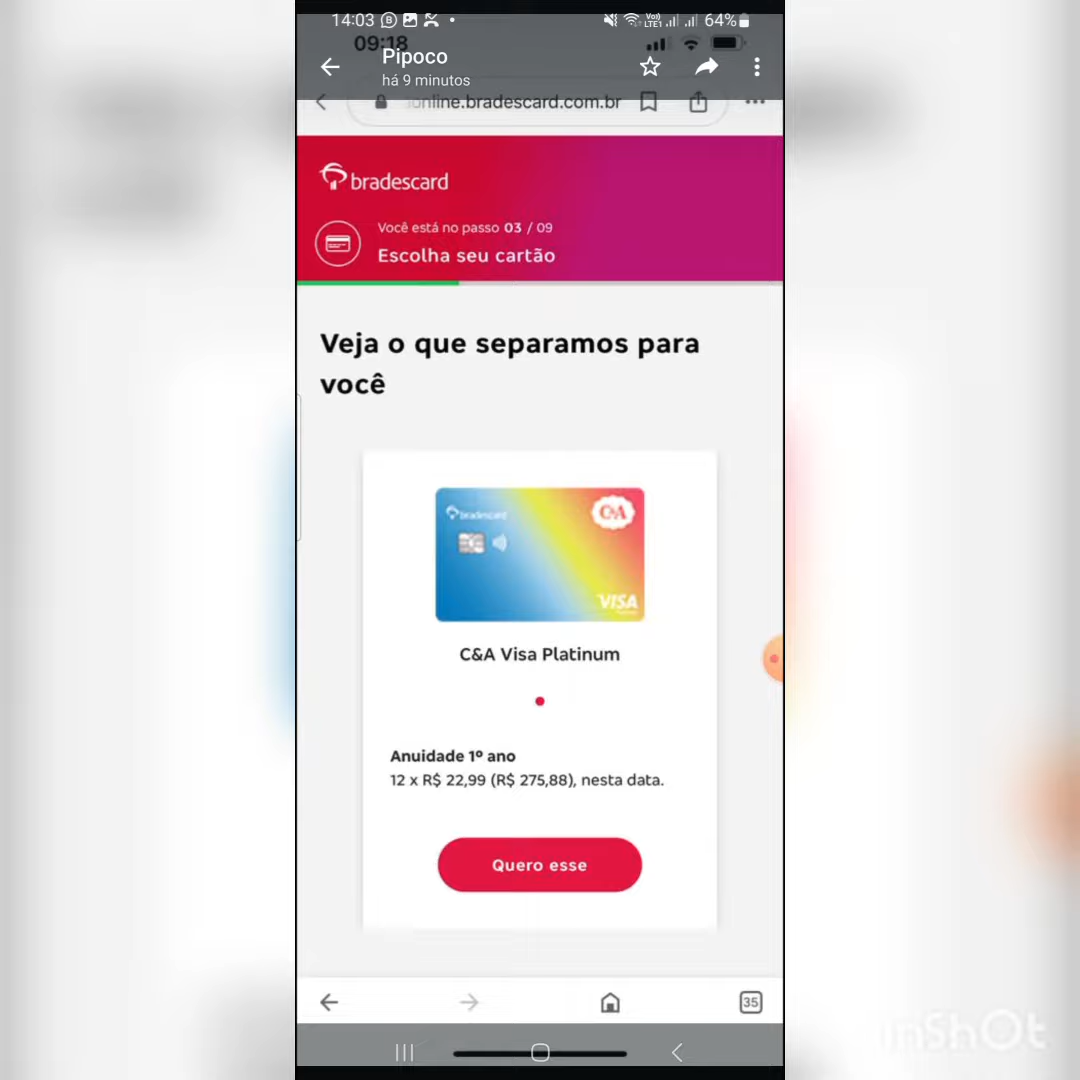 14:03
64%
09:18
Pipoco
há 9 minutos
online.bradescard.com.br
bradescard
Você está no passo 03 / 09
Escolha seu cartão
Veja o que separamos para
você
bradescard
C&A
VISA
C&A Visa Platinum
Anuidade 1º ano
12 x R$ 22,99 (R$ 275,88), nesta data.
Quero esse
35
InShOt